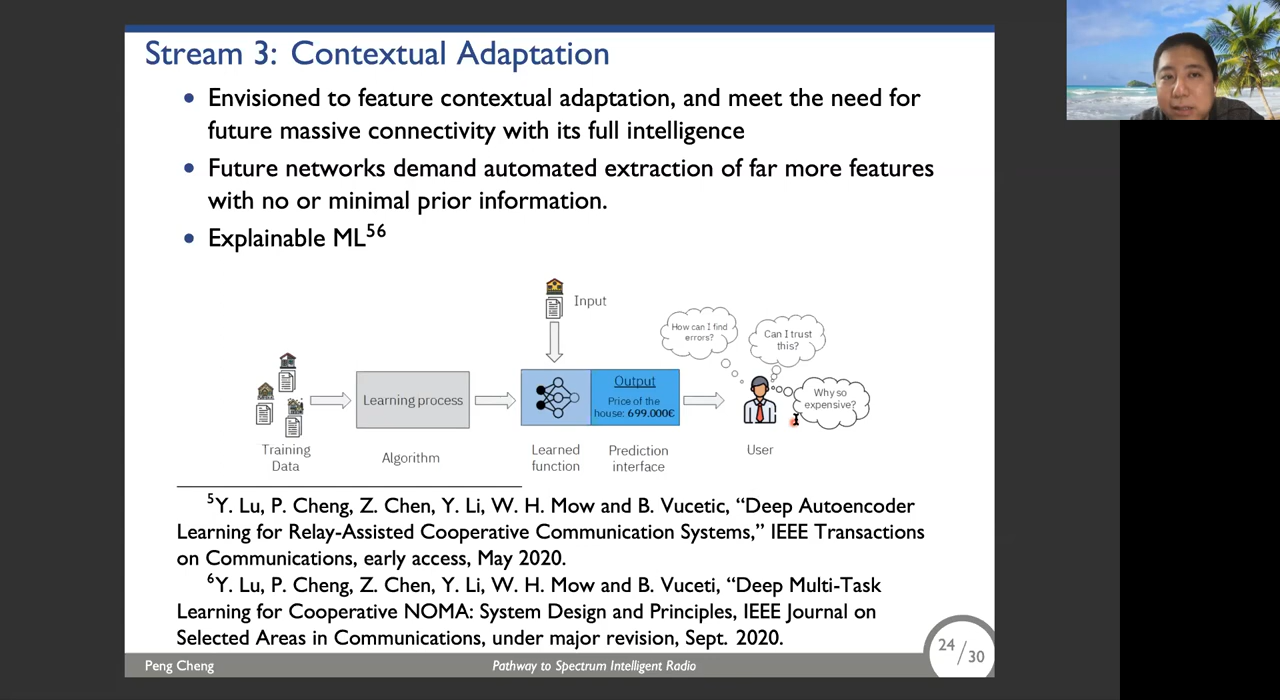 Stream 3: Contextual Adaptation
• Envisioned to feature contextual adaptation, and meet the need for
future massive connectivity with its full intelligence
• Future networks demand automated extraction of far more features
with no or minimal prior information.
• Explainable ML56
Input
How can I find
errors?
Can I trust
this?
Why so
expensive?
Learning process
Output
Price of the
house: 699.000€
Training
Data
Algorithm
Learned
function
Prediction
interface
User
5Y. Lu, P. Cheng, Z. Chen, Y. Li, W. H. Mow and B. Vucetic, “Deep Autoencoder
Learning for Relay-Assisted Cooperative Communication Systems,” IEEE Transactions
on Communications, early access, May 2020.
6Y. Lu, P. Cheng, Z. Chen, Y. Li, W. H. Mow and B. Vuceti, “Deep Multi-Task
Learning for Cooperative NOMA: System Design and Principles, IEEE Journal on
Selected Areas in Communications, under major revision, Sept. 2020.
Peng Cheng
Pathway to Spectrum Intelligent Radio
24/30